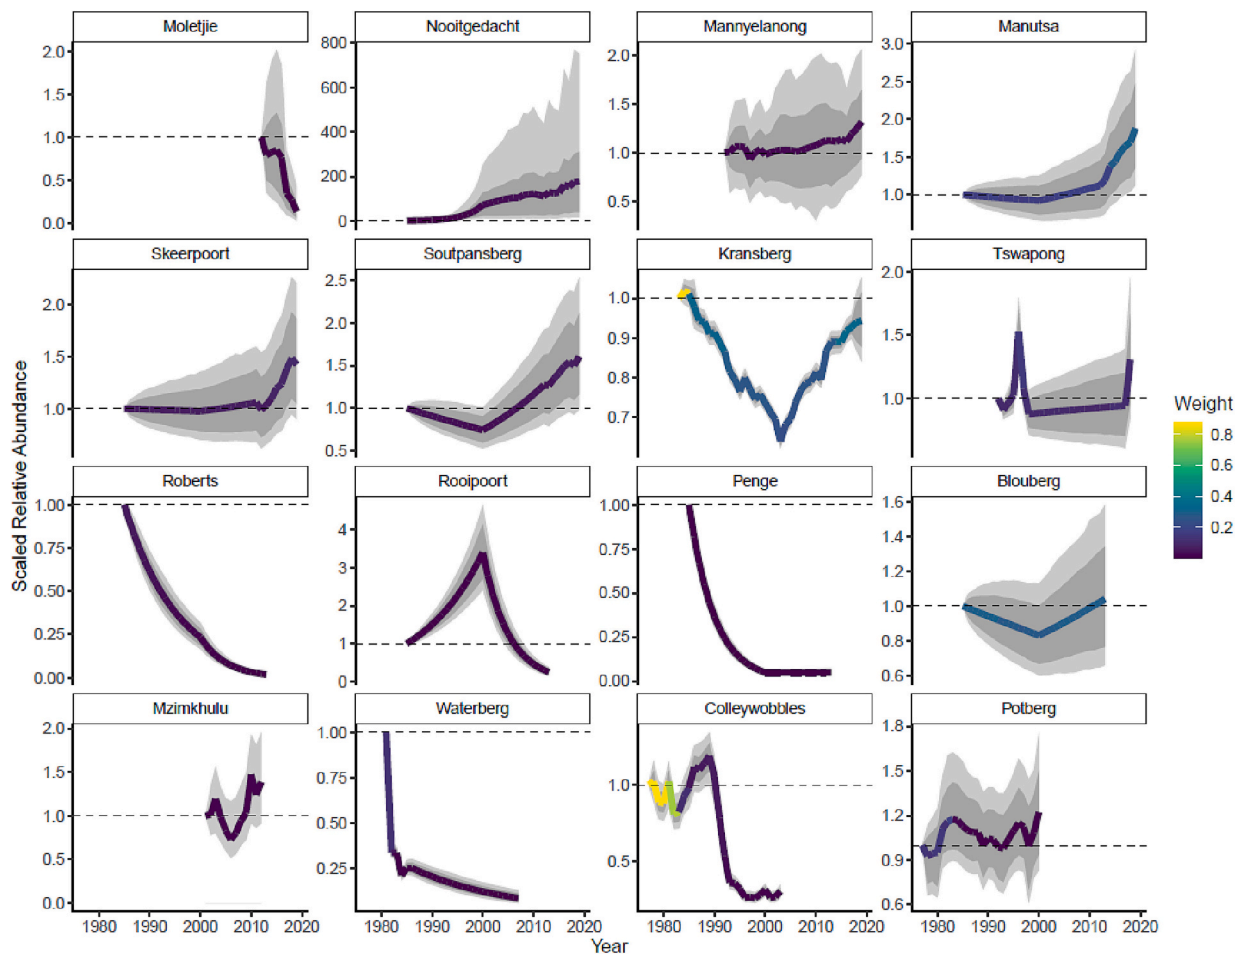 Moletjie Nooitgedacht Mannyelanong Manutsa
2.0 1.5 1.0 0.5 0.0
800 600 400 200 0
2.0 1.5 1.0 0.5
3.0 2.5 2.0 1.5 1.0
Skeerpoort Soutpansberg Kransberg Tswapong
2.0 1.5 1.0
2.5 2.0 1.5 1.0 0.5
1.0 0.9 0.8 0.7
2.0 1.5 1.0
Roberts Rooipoort Penge Blouberg
1.00 0.75 0.50 0.25 0.00
4 3 2 1 0
1.00 0.75 0.50 0.25 0.00
1.6 1.4 1.2 1.0 0.8 0.6
Mzimkhulu Waterberg Colleywobbles Potberg
2.0 1.5 1.0 0.5 0.0
1.00 0.75 0.50 0.25
1.0 0.5
1.8 1.5 1.2 0.9 0.6
1980 1990 2000 2010 2020 1980 1990 2000 2010 2020 1980 1990 2000 2010 2020 1980 1990 2000 2010 2020
Year
Scaled Relative Abundance
Weight
0.8
0.6
0.4
0.2